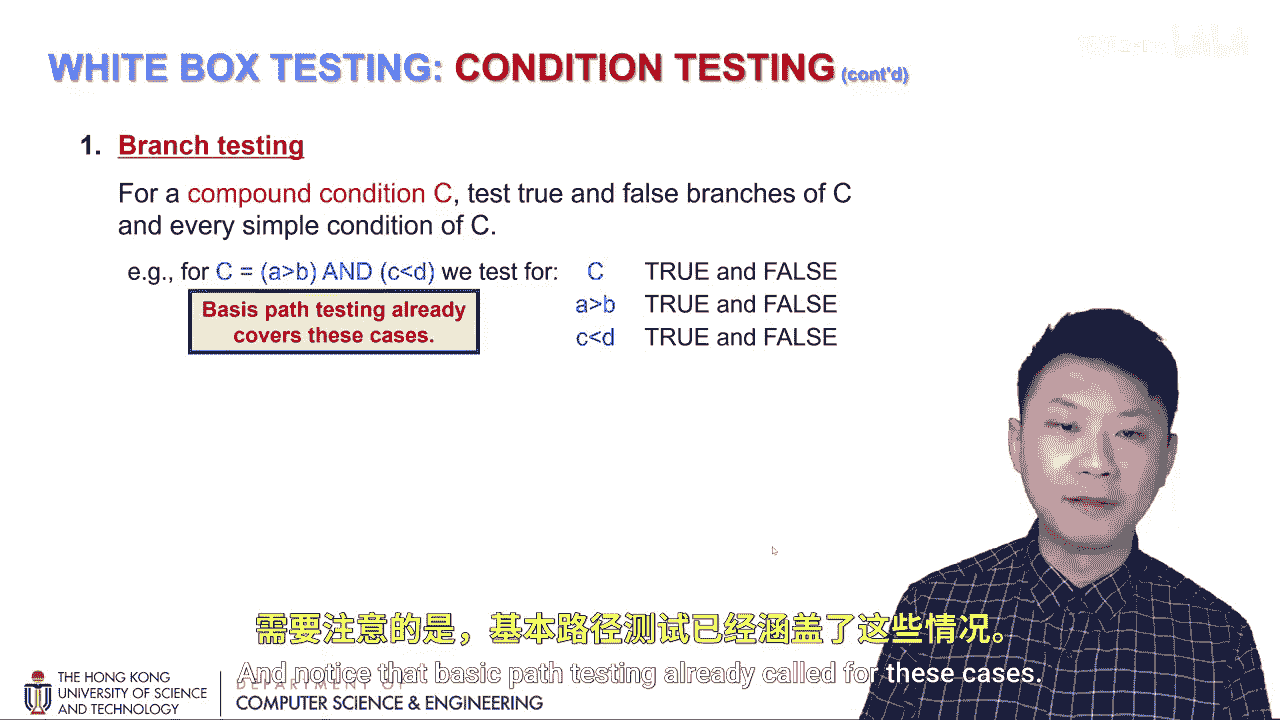 WHITE BOX TESTING: CONDITION TESTING (cont'd)
1. Branch testing
For a compound condition C, test true and false branches of C
and every simple condition of C.
e.g., for C = (a>b) AND (c<d) we test for: C TRUE and FALSE
a>b TRUE and FALSE
c<d TRUE and FALSE
Basis path testing already
covers these cases.
需要注意的是，基本路径测试已经涵盖了这些情况。
And notice that basic path testing already called for these cases.
THE HONG KONG
UNIVERSITY OF SCIENCE
AND TECHNOLOGY
DEPARTMENT OF
COMPUTER SCIENCE & ENGINEERING